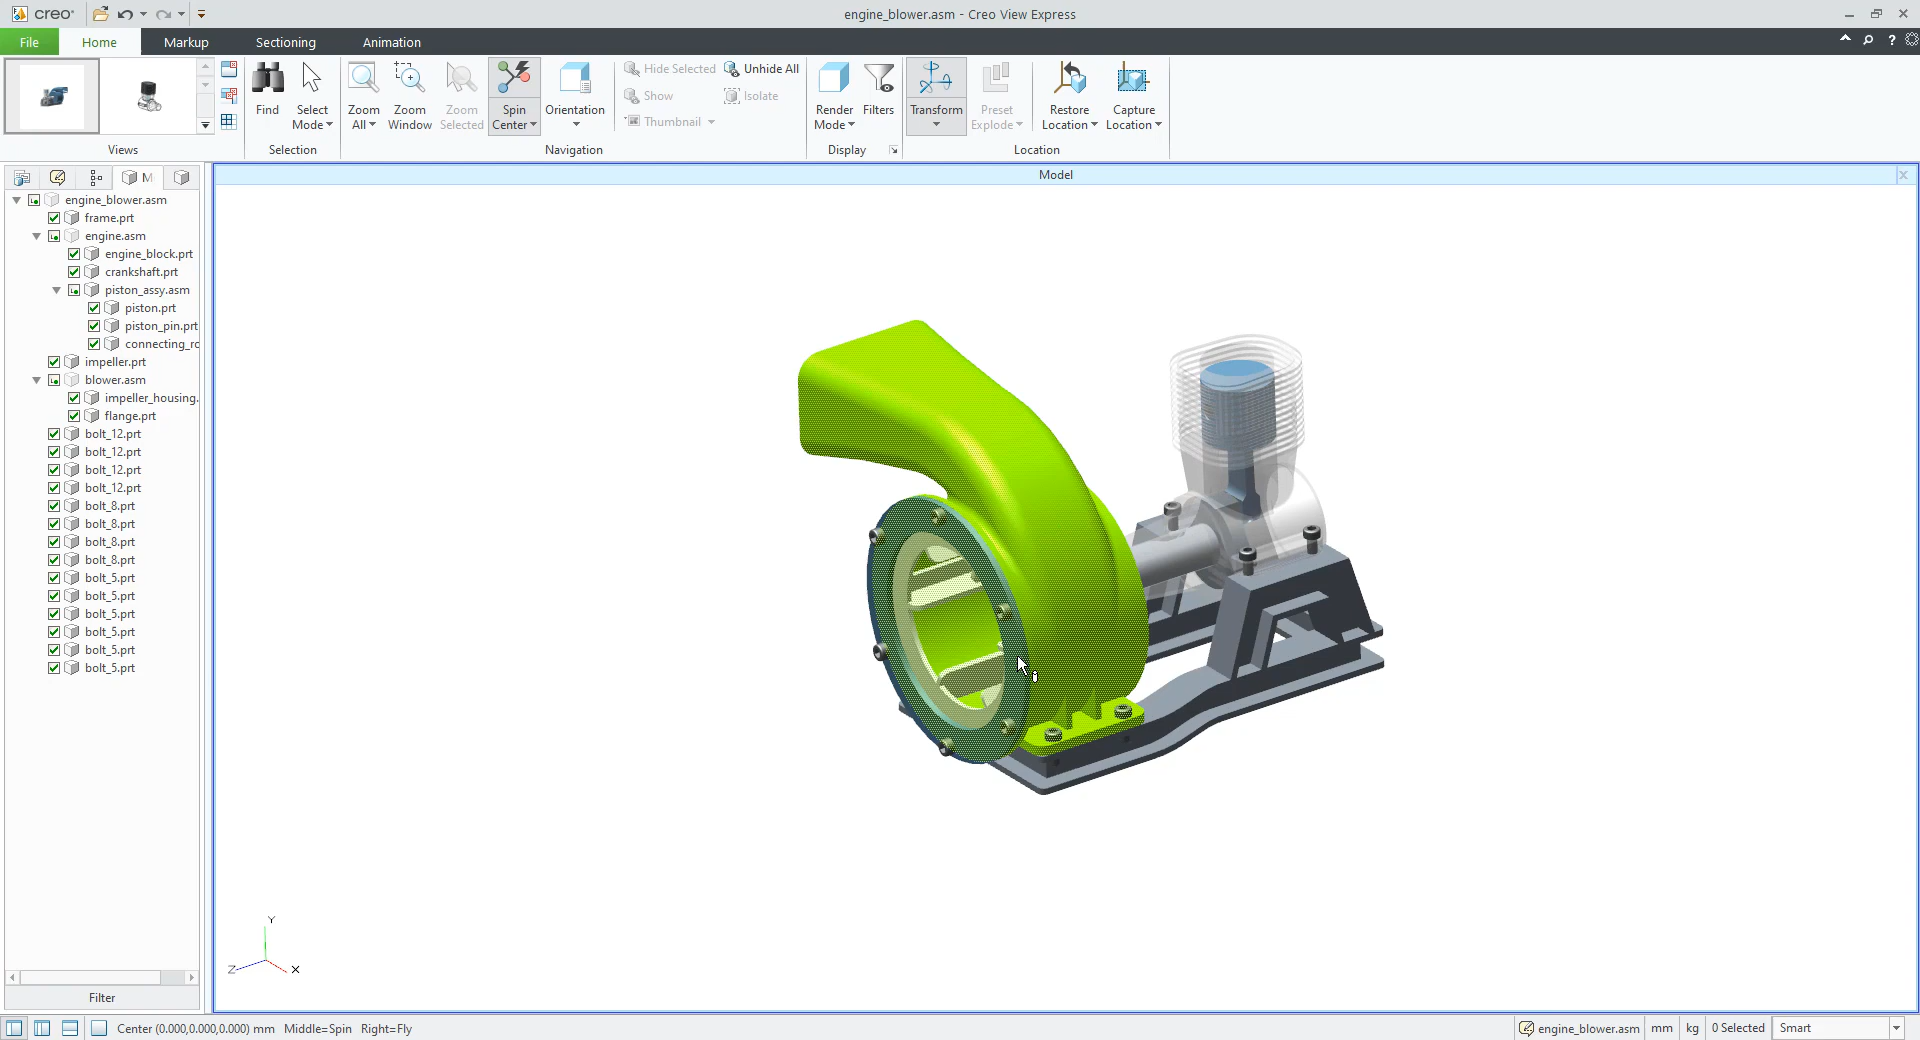 creo
engine_blower.asm - Creo View Express
File
Home
Markup
Sectioning
Animation
?
Find
Select
Mode
Zoom
All
Zoom
Window
Zoom
Selected
Spin
Center
Orientation
Hide Selected
Unhide All
Show
Isolate
Thumbnail
Render
Mode
Filters
Transform
Preset
Explode
Restore
Location
Capture
Location
Views
Selection
Navigation
Display
Location
M
Model
engine_blower.asm
frame.prt
engine.asm
engine_block.prt
crankshaft.prt
piston_assy.asm
piston.prt
piston_pin.prt
connecting_ro
impeller.prt
blower.asm
impeller_housing.
flange.prt
bolt_12.prt
bolt_12.prt
bolt_12.prt
bolt_12.prt
bolt_8.prt
bolt_8.prt
bolt_8.prt
bolt_8.prt
bolt_5.prt
bolt_5.prt
bolt_5.prt
bolt_5.prt
bolt_5.prt
bolt_5.prt
Y
Z
X
Filter
Center (0.000,0.000,0.000) mm Middle=Spin Right=Fly
engine_blower.asm
mm
kg
0 Selected
Smart